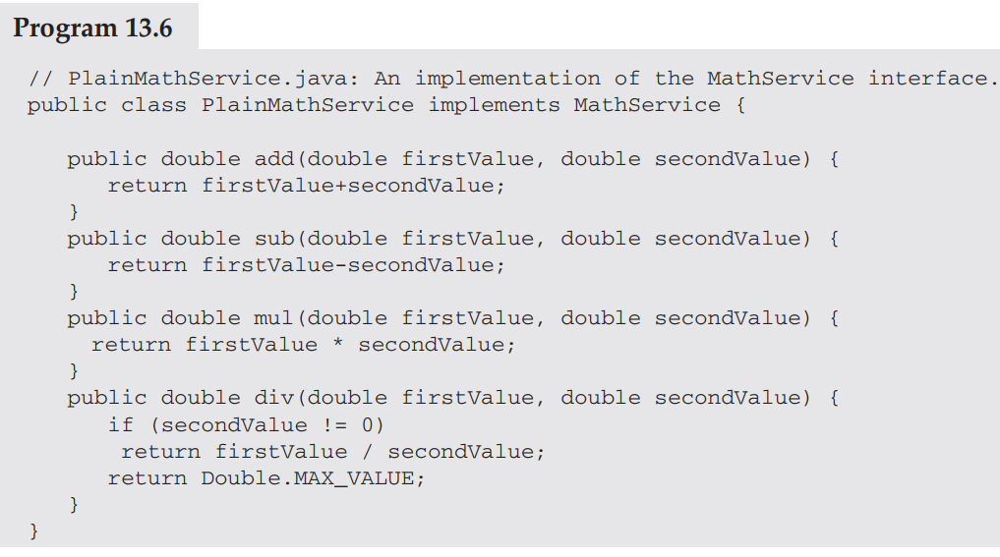 Program 13.6
// PlainMathService.java: An implementation of the MathService interface.
public class PlainMathService implements MathService {
public double add(double firstValue, double secondValue) {
return firstValue+secondValue;
}
public double sub(double firstValue, double secondValue) {
return firstValue-secondValue;
}
public double mul(double firstValue, double secondValue) {
return firstValue * secondValue;
}
public double div(double firstValue, double secondValue) {
if (secondValue != 0)
return firstValue / secondValue;
return Double.MAX_VALUE;
}
}